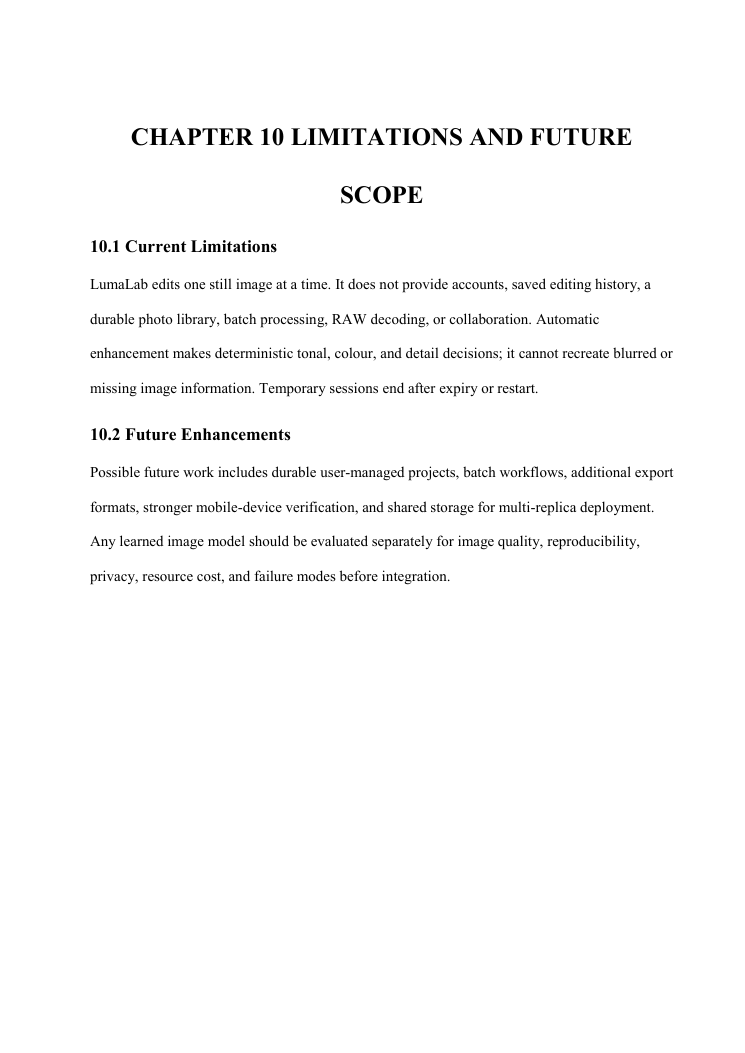 CHAPTER 10 LIMITATIONS AND FUTURE
SCOPE
10.1 Current Limitations
LumaLab edits one still image at a time. It does not provide accounts, saved editing history, a
durable photo library, batch processing, RAW decoding, or collaboration. Automatic
enhancement makes deterministic tonal, colour, and detail decisions; it cannot recreate blurred or
missing image information. Temporary sessions end after expiry or restart.
10.2 Future Enhancements
Possible future work includes durable user-managed projects, batch workflows, additional export
formats, stronger mobile-device verification, and shared storage for multi-replica deployment.
Any learned image model should be evaluated separately for image quality, reproducibility,
privacy, resource cost, and failure modes before integration.